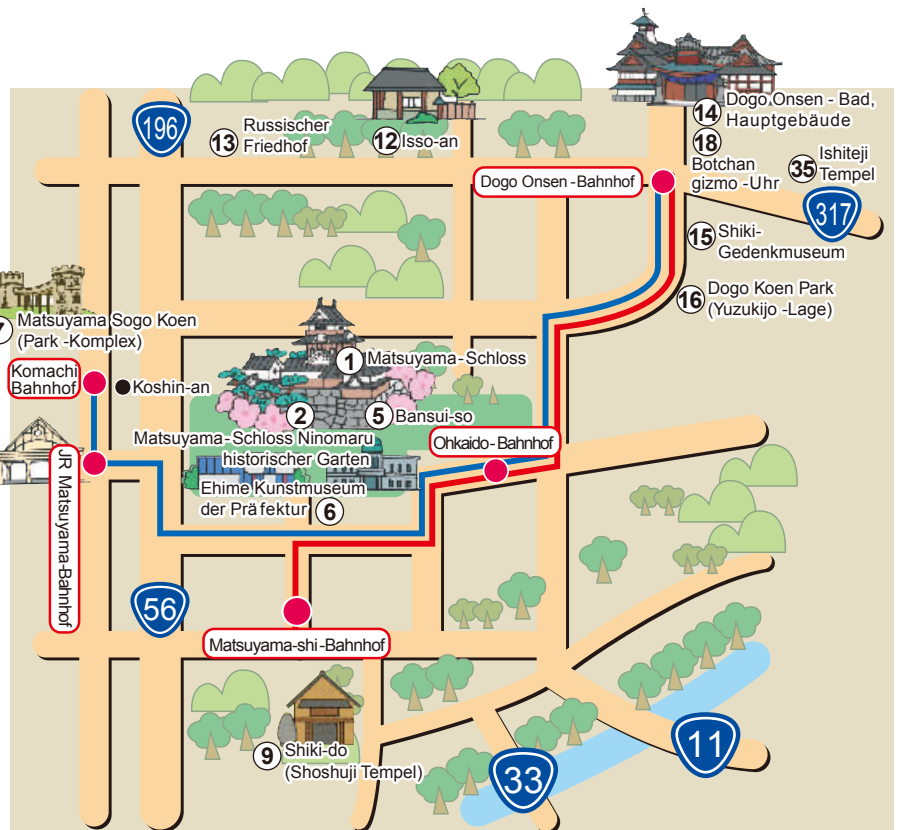 196
13
Russischer
Friedhof
12
Isso-an
14
Dogo Onsen - Bad,
Hauptgebäude
18
Botchan
gizmo -Uhr
35
Ishiteji
Tempel
317
Dogo Onsen -Bahnhof
15
Shiki-
Gedenkmuseum
16
Dogo Koen Park
(Yuzukijo -Lage)
7
Matsuyama Sogo Koen
(Park -Komplex)
Komachi
Bahnhof
Koshin-an
1
Matsuyama-Schloss
2
5
Bansui-so
Matsuyama-Schloss Ninomaru
historischer Garten
Ohkaido-Bahnhof
Ehime Kunstmuseum
der Präfektur
6
JR Matsuyama-Bahnhof
56
Matsuyama-shi-Bahnhof
9
Shiki-do
(Shoshuji Tempel)
33
11